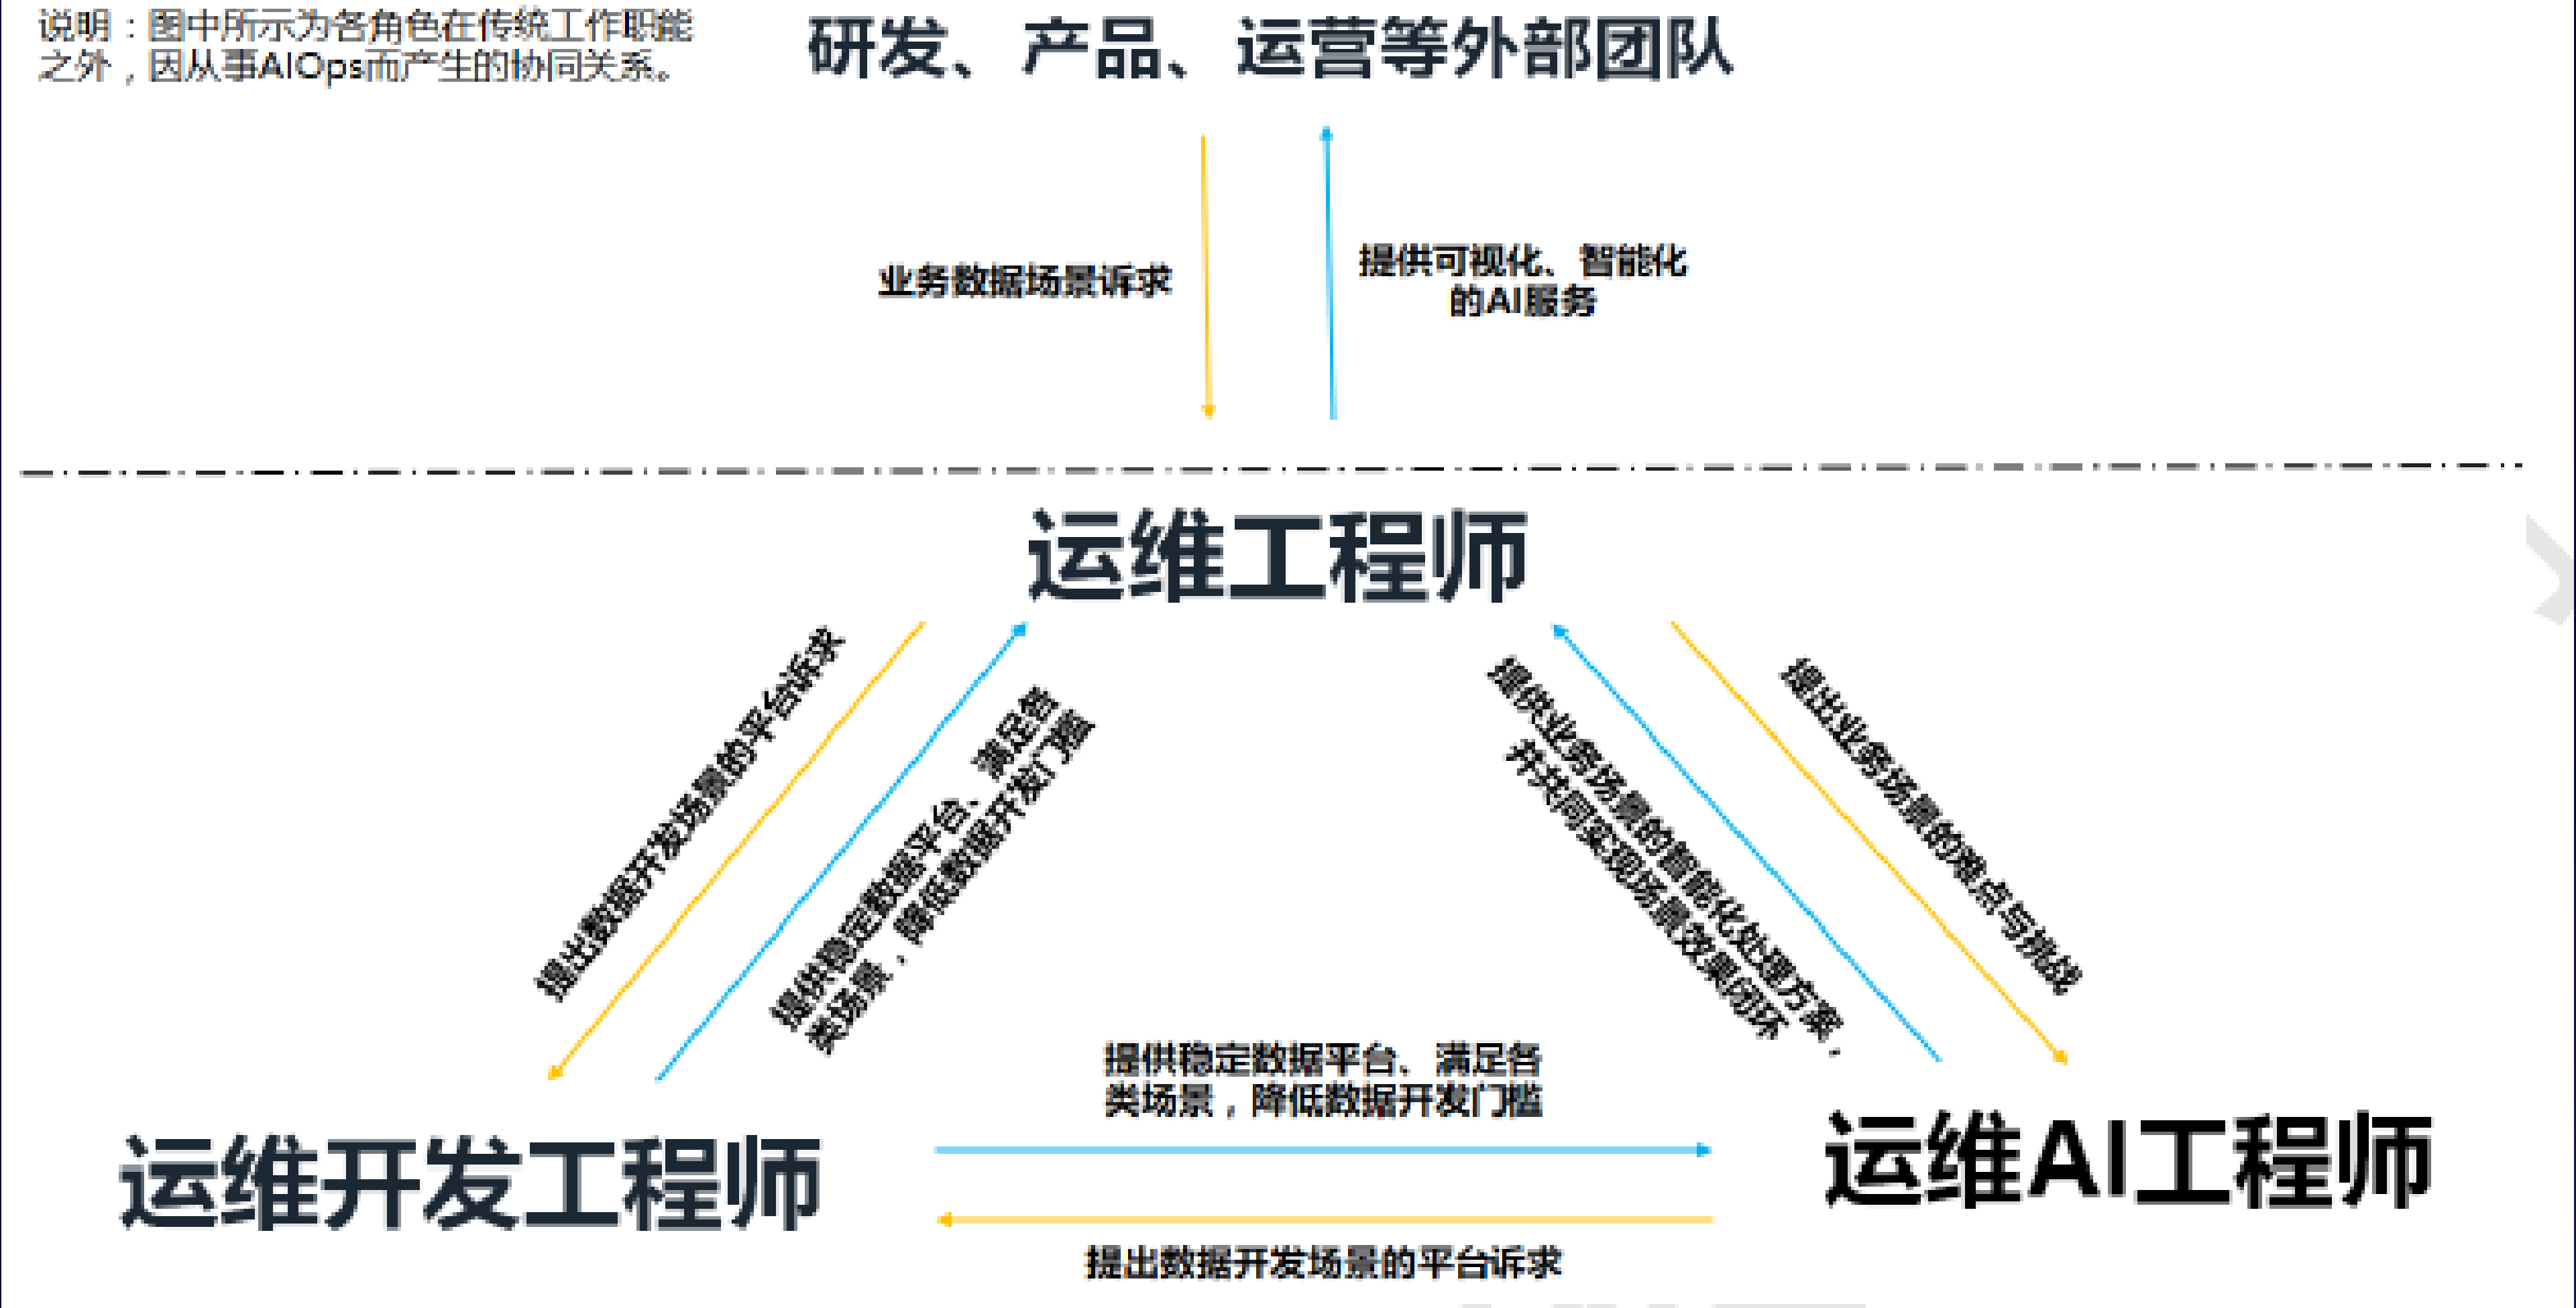 说明：图中所示为各角色在传统工作职能
之外，因从事AIOps而产生的协同关系。
研发、产品、运营等外部团队
业务数据场景诉求
提供可视化、智能化
的AI服务
运维工程师
提出数据开发场景的平台诉求
提供稳定数据平台、满足各
类场景，降低数据开发门槛
提供业务场景的智能化处理方案，
并共同实现场景效果闭环
提出业务场景的难点与挑战
提供稳定数据平台、满足各
类场景，降低数据开发门槛
运维开发工程师
运维AI工程师
提出数据开发场景的平台诉求